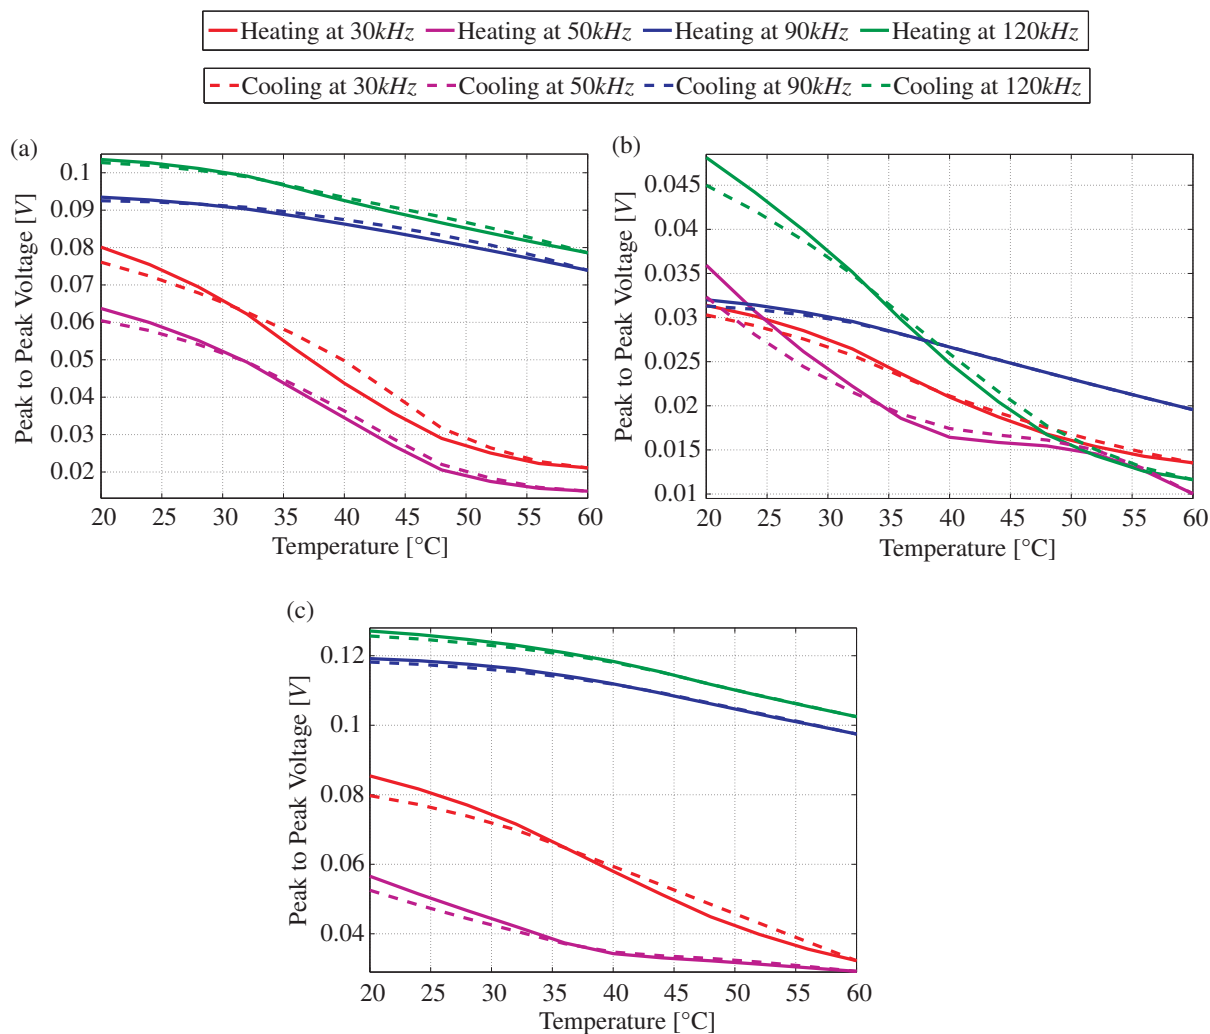 Heating at 30kHz Heating at 50kHz Heating at 90kHz Heating at 120kHz
Cooling at 30kHz Cooling at 50kHz Cooling at 90kHz Cooling at 120kHz
(a)
Peak to Peak Voltage [V]
0.1
0.09
0.08
0.07
0.06
0.05
0.04
0.03
0.02
20 25 30 35 40 45 50 55 60
Temperature [°C]
(b)
Peak to Peak Voltage [V]
0.045
0.04
0.035
0.03
0.025
0.02
0.015
0.01
20 25 30 35 40 45 50 55 60
Temperature [°C]
(c)
Peak to Peak Voltage [V]
0.12
0.1
0.08
0.06
0.04
20 25 30 35 40 45 50 55 60
Temperature [°C]